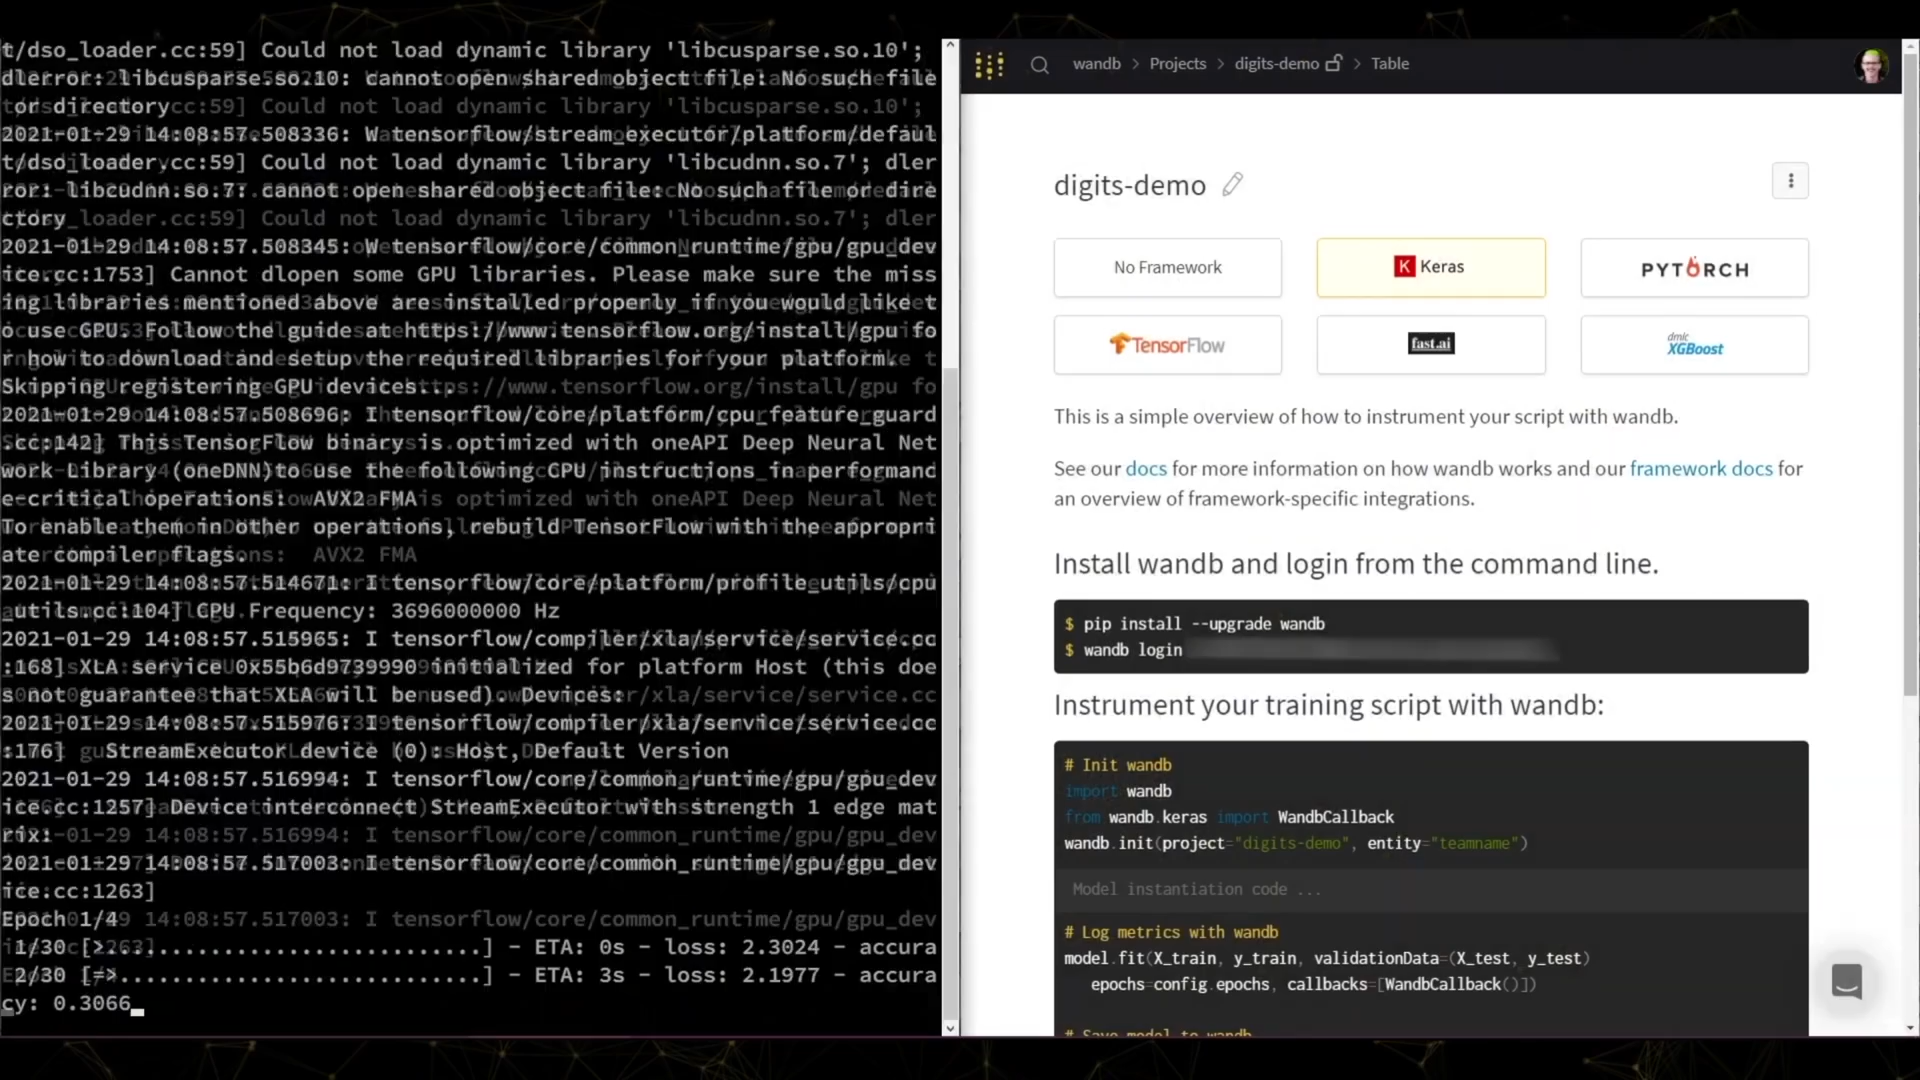 t/dso_loader.cc:59] Could not load dynamic library 'libcusparse.so.10';
dlerror: libcusparse.so.10: cannot open shared object file: No such file
or directory
2021-01-29 14:08:57.508336: W tensorflow/stream_executor/platform/defaul
t/dso_loader.cc:59] Could not load dynamic library 'libcudnn.so.7'; dler
ror: libcudnn.so.7: cannot open shared object file: No such file or dire
ctory
2021-01-29 14:08:57.508345: W tensorflow/core/common_runtime/gpu/gpu_dev
ice.cc:1753] Cannot dlopen some GPU libraries. Please make sure the miss
ing libraries mentioned above are installed properly if you would like t
o use GPU. Follow the guide at https://www.tensorflow.org/install/gpu fo
r how to download and setup the required libraries for your platform.
Skipping registering GPU devices...
2021-01-29 14:08:57.508696: I tensorflow/core/platform/cpu_feature_guard
.cc:142] This TensorFlow binary is optimized with oneAPI Deep Neural Net
work Library (oneDNN)to use the following CPU instructions in performanc
e-critical operations:  AVX2 FMA
To enable them in other operations, rebuild TensorFlow with the appropri
ate compiler flags.
2021-01-29 14:08:57.514671: I tensorflow/core/platform/profile_utils/cpu
_utils.cc:104] CPU Frequency: 3696000000 Hz
2021-01-29 14:08:57.515965: I tensorflow/compiler/xla/service/service.cc
:168] XLA service 0x55b6d9739990 initialized for platform Host (this doe
s not guarantee that XLA will be used). Devices:
2021-01-29 14:08:57.515976: I tensorflow/compiler/xla/service/service.cc
:176]   StreamExecutor device (0): Host, Default Version
2021-01-29 14:08:57.516994: I tensorflow/core/common_runtime/gpu/gpu_dev
ice.cc:1257] Device interconnect StreamExecutor with strength 1 edge mat
rix:
2021-01-29 14:08:57.517003: I tensorflow/core/common_runtime/gpu/gpu_dev
ice.cc:1263]
Epoch 1/4
1/30 [>.............................] - ETA: 0s - loss: 2.3024 - accura
2/30 [=>............................] - ETA: 3s - loss: 2.1977 - accura
cy: 0.3066
wandb > Projects > digits-demo > Table
digits-demo
No Framework
Keras
PYTORCH
TensorFlow
fast.ai
dmlc XGBoost
This is a simple overview of how to instrument your script with wandb.
See our docs for more information on how wandb works and our framework docs for
an overview of framework-specific integrations.
Install wandb and login from the command line.
$ pip install --upgrade wandb
$ wandb login
Instrument your training script with wandb:
# Init wandb
import wandb
from wandb.keras import WandbCallback
wandb.init(project="digits-demo", entity="teamname")
Model instantiation code ...
# Log metrics with wandb
model.fit(X_train, y_train, validationData=(X_test, y_test)
epochs=config.epochs, callbacks=[WandbCallback()])
# Save model to wandb